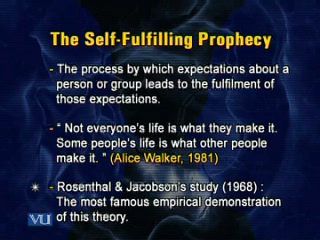 The Self-Fulfilling Prophecy
- The process by which expectations about a
person or group leads to the fulfilment of
those expectations.
- “ Not everyone's life is what they make it.
Some people's life is what other people
make it. ” (Alice Walker, 1981)
- Rosenthal & Jacobson's study (1968) :
The most famous empirical demonstration
of this theory.
VU